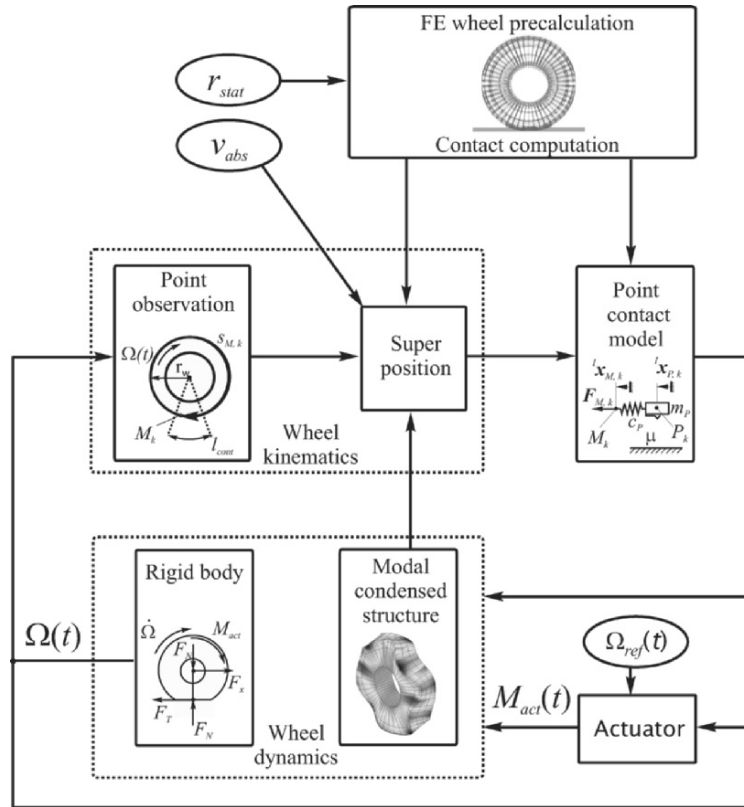 FE wheel precalculation
r_stat
Contact computation
v_abs
Point
observation
Ω(t)
s_M, k
r_w
M_k
l_cont
Wheel
kinematics
Super
position
Point
contact
model
^I x_M, k
^I x_P, k
F_M, k
m_P
c_P
M_k
P_k
μ
Rigid body
Ω̇
M_act
F_N
F_x
F_T
F_N
Wheel
dynamics
Modal
condensed
structure
Ω(t)
Ω_ref(t)
M_act(t)
Actuator